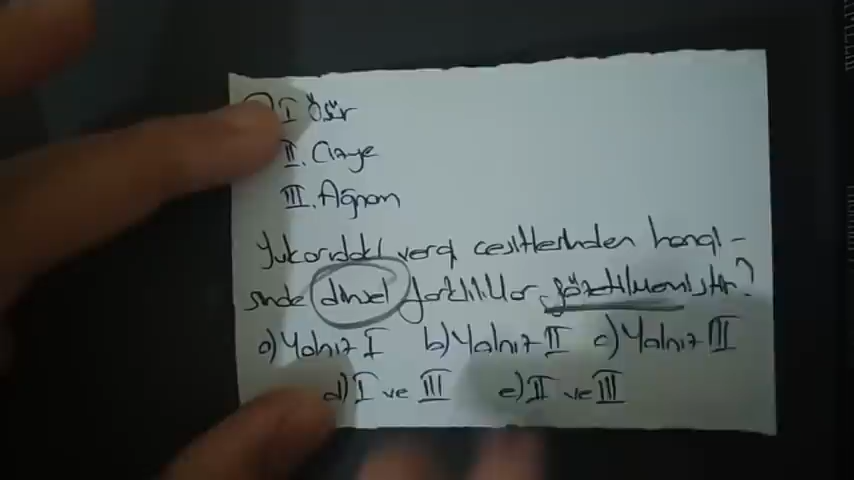 I Öşür
II. Cizye
III. Ağnam
Yukarıdaki vergi çeşitlerinden hangi-
sinde dinsel farklılıklar gözetilmemiştir?
a) Yalnız I b) Yalnız II c) Yalnız III
d) I ve III e) II ve III